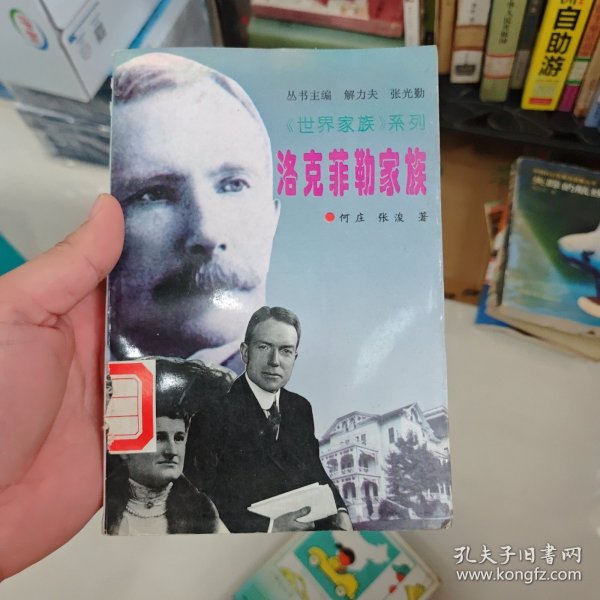 丛书主编 解力夫 张光勤
《世界家族》系列
洛克菲勒家族
何庄 张浚 著
自助游
孔夫子旧书网
www.kongfz.com